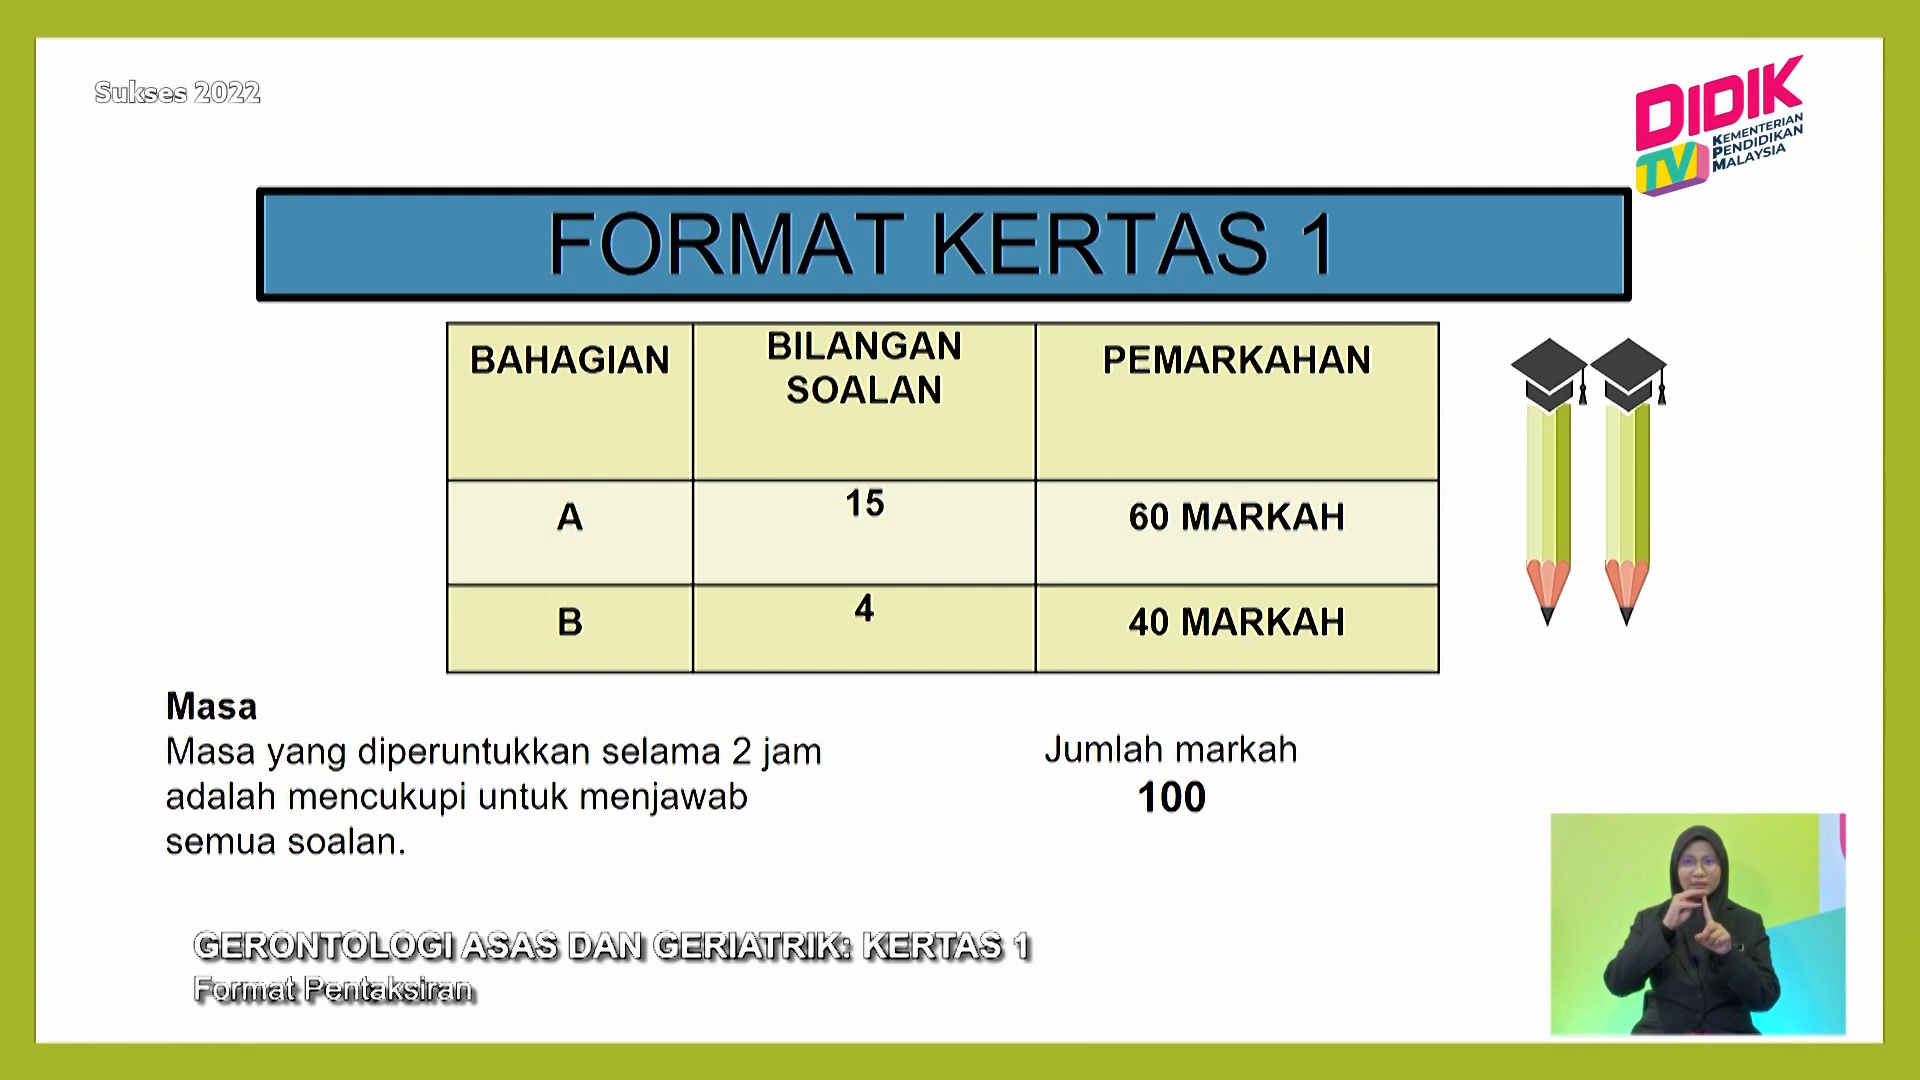 Sukses 2022
DIDIK
TV
KEMENTERIAN
PENDIDIKAN
MALAYSIA
FORMAT KERTAS 1
BAHAGIAN
BILANGAN
SOALAN
PEMARKAHAN
A
15
60 MARKAH
B
4
40 MARKAH
Masa
Masa yang diperuntukkan selama 2 jam
adalah mencukupi untuk menjawab
semua soalan.
Jumlah markah
100
GERONTOLOGI ASAS DAN GERIATRIK: KERTAS 1
Format Pentaksiran